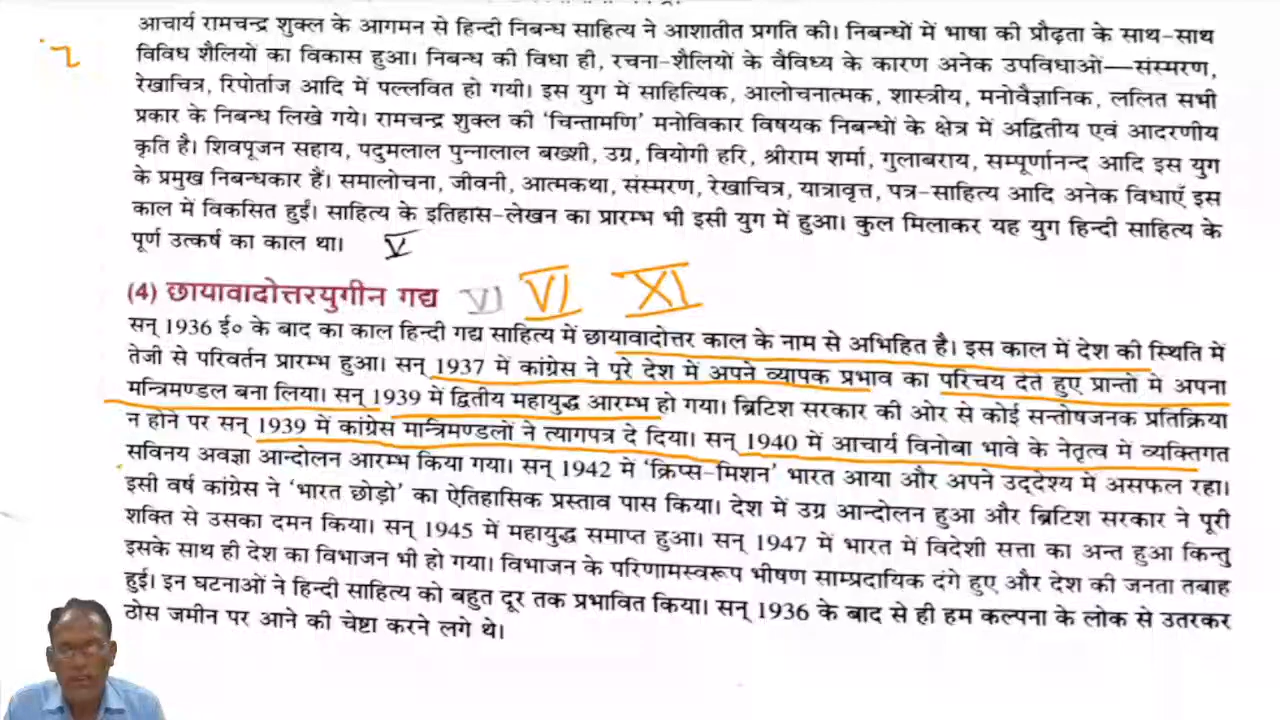 आचार्य रामचन्द्र शुक्ल के आगमन से हिन्दी निबन्ध साहित्य ने आशातीत प्रगति की। निबन्धों में भाषा की प्रौढ़ता के साथ-साथ
विविध शैलियों का विकास हुआ। निबन्ध की विधा ही, रचना-शैलियों के वैविध्य के कारण अनेक उपविधाओं—संस्मरण,
रेखाचित्र, रिपोर्ताज आदि में पल्लवित हो गयी। इस युग में साहित्यिक, आलोचनात्मक, शास्त्रीय, मनोवैज्ञानिक, ललित सभी
प्रकार के निबन्ध लिखे गये। रामचन्द्र शुक्ल की 'चिन्तामणि' मनोविकार विषयक निबन्धों के क्षेत्र में अद्वितीय एवं आदरणीय
कृति है। शिवपूजन सहाय, पदुमलाल पुन्नालाल बख्शी, उग्र, वियोगी हरि, श्रीराम शर्मा, गुलाबराय, सम्पूर्णानन्द आदि इस युग
के प्रमुख निबन्धकार हैं। समालोचना, जीवनी, आत्मकथा, संस्मरण, रेखाचित्र, यात्रावृत्त, पत्र-साहित्य आदि अनेक विधाएँ इस
काल में विकसित हुईं। साहित्य के इतिहास-लेखन का प्रारम्भ भी इसी युग में हुआ। कुल मिलाकर यह युग हिन्दी साहित्य के
पूर्ण उत्कर्ष का काल था। V
(4) छायावादोत्तरयुगीन गद्य VI VI XI
सन् 1936 ई० के बाद का काल हिन्दी गद्य साहित्य में छायावादोत्तर काल के नाम से अभिहित है। इस काल में देश की स्थिति में
तेजी से परिवर्तन प्रारम्भ हुआ। सन् 1937 में कांग्रेस ने पूरे देश में अपने व्यापक प्रभाव का परिचय देते हुए प्रान्तों में अपना
मन्त्रिमण्डल बना लिया। सन् 1939 में द्वितीय महायुद्ध आरम्भ हो गया। ब्रिटिश सरकार की ओर से कोई सन्तोषजनक प्रतिक्रिया
न होने पर सन् 1939 में कांग्रेस मन्त्रिमण्डलों ने त्यागपत्र दे दिया। सन् 1940 में आचार्य विनोबा भावे के नेतृत्व में व्यक्तिगत
सविनय अवज्ञा आन्दोलन आरम्भ किया गया। सन् 1942 में 'क्रिप्स-मिशन' भारत आया और अपने उद्देश्य में असफल रहा।
इसी वर्ष कांग्रेस ने 'भारत छोड़ो' का ऐतिहासिक प्रस्ताव पास किया। देश में उग्र आन्दोलन हुआ और ब्रिटिश सरकार ने पूरी
शक्ति से उसका दमन किया। सन् 1945 में महायुद्ध समाप्त हुआ। सन् 1947 में भारत में विदेशी सत्ता का अन्त हुआ किन्तु
इसके साथ ही देश का विभाजन भी हो गया। विभाजन के परिणामस्वरूप भीषण साम्प्रदायिक दंगे हुए और देश की जनता तबाह
हुई। इन घटनाओं ने हिन्दी साहित्य को बहुत दूर तक प्रभावित किया। सन् 1936 के बाद से ही हम कल्पना के लोक से उतरकर
ठोस जमीन पर आने की चेष्टा करने लगे थे।